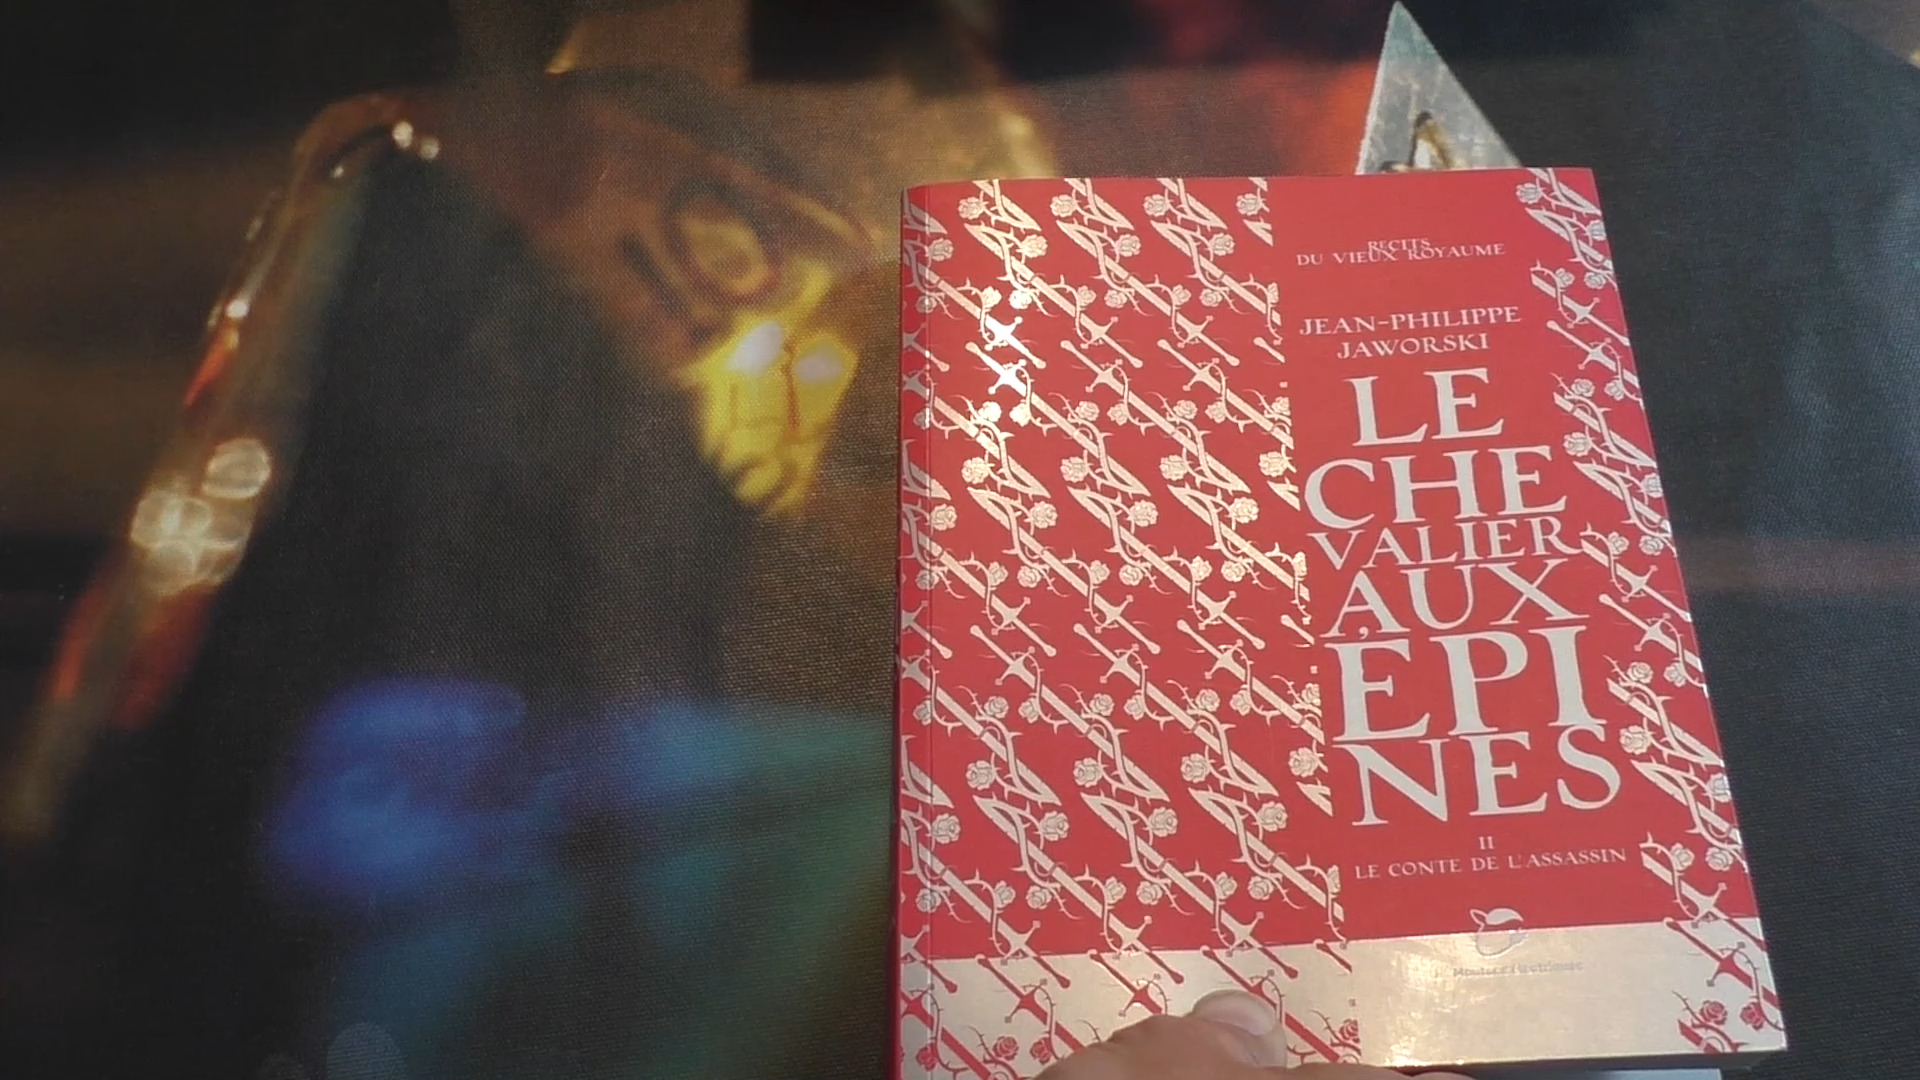 RÉCITS
DU VIEUX ROYAUME
JEAN-PHILIPPE
JAWORSKI
LE
CHE
VALIER
AUX
ÉPI
NES
II
LE CONTE DE L'ASSASSIN